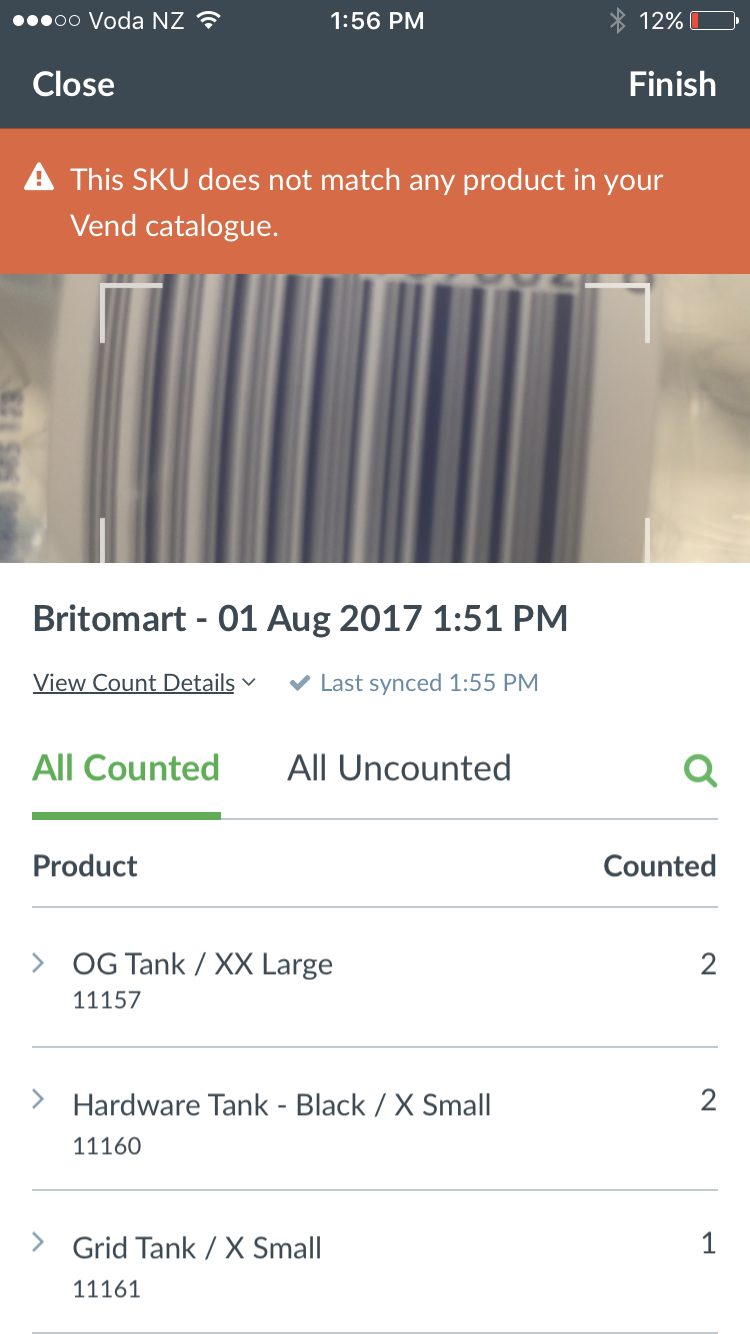 Voda NZ 1:56 PM 12%
Close Finish
This SKU does not match any product in your
Vend catalogue.
Britomart - 01 Aug 2017 1:51 PM
View Count Details Last synced 1:55 PM
All Counted All Uncounted
Product Counted
OG Tank / XX Large 2
11157
Hardware Tank - Black / X Small 2
11160
Grid Tank / X Small 1
11161